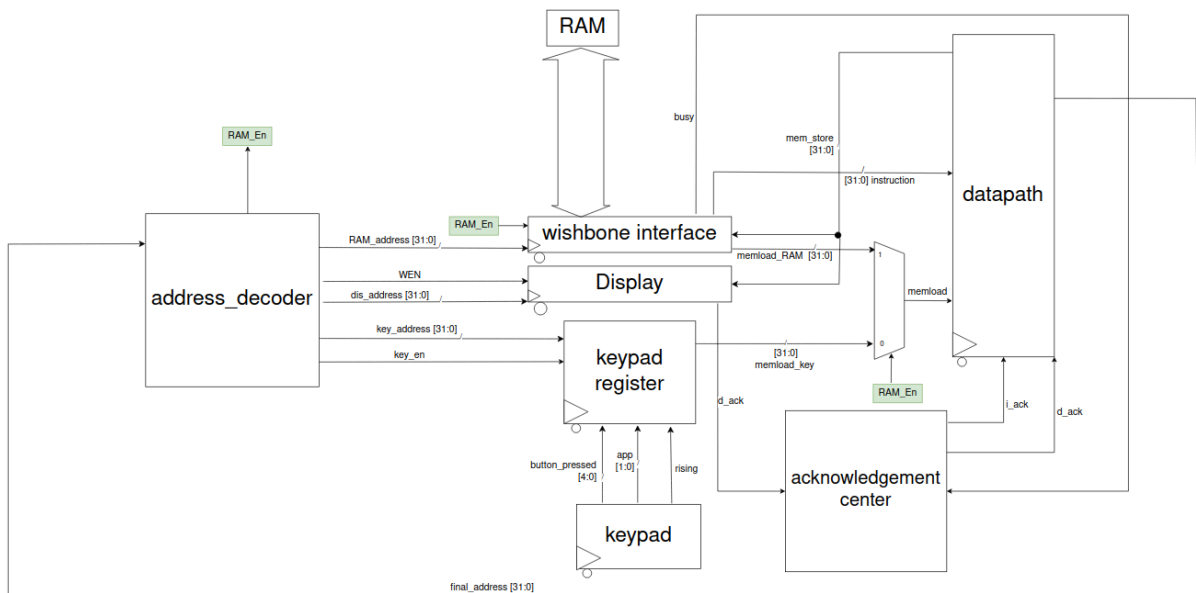 RAM
busy
RAM_En
mem_store
[31:0]
[31:0] instruction
datapath
RAM_En
wishbone interface
RAM_address [31:0]
memload_RAM [31:0]
1
WEN
Display
address_decoder
dis_address [31:0]
memload
key_address [31:0]
keypad
register
[31:0]
memload_key
0
key_en
RAM_En
d_ack
i_ack
d_ack
button_pressed
[4:0]
app
[1:0]
rising
acknowledgement
center
keypad
final_address [31:0]